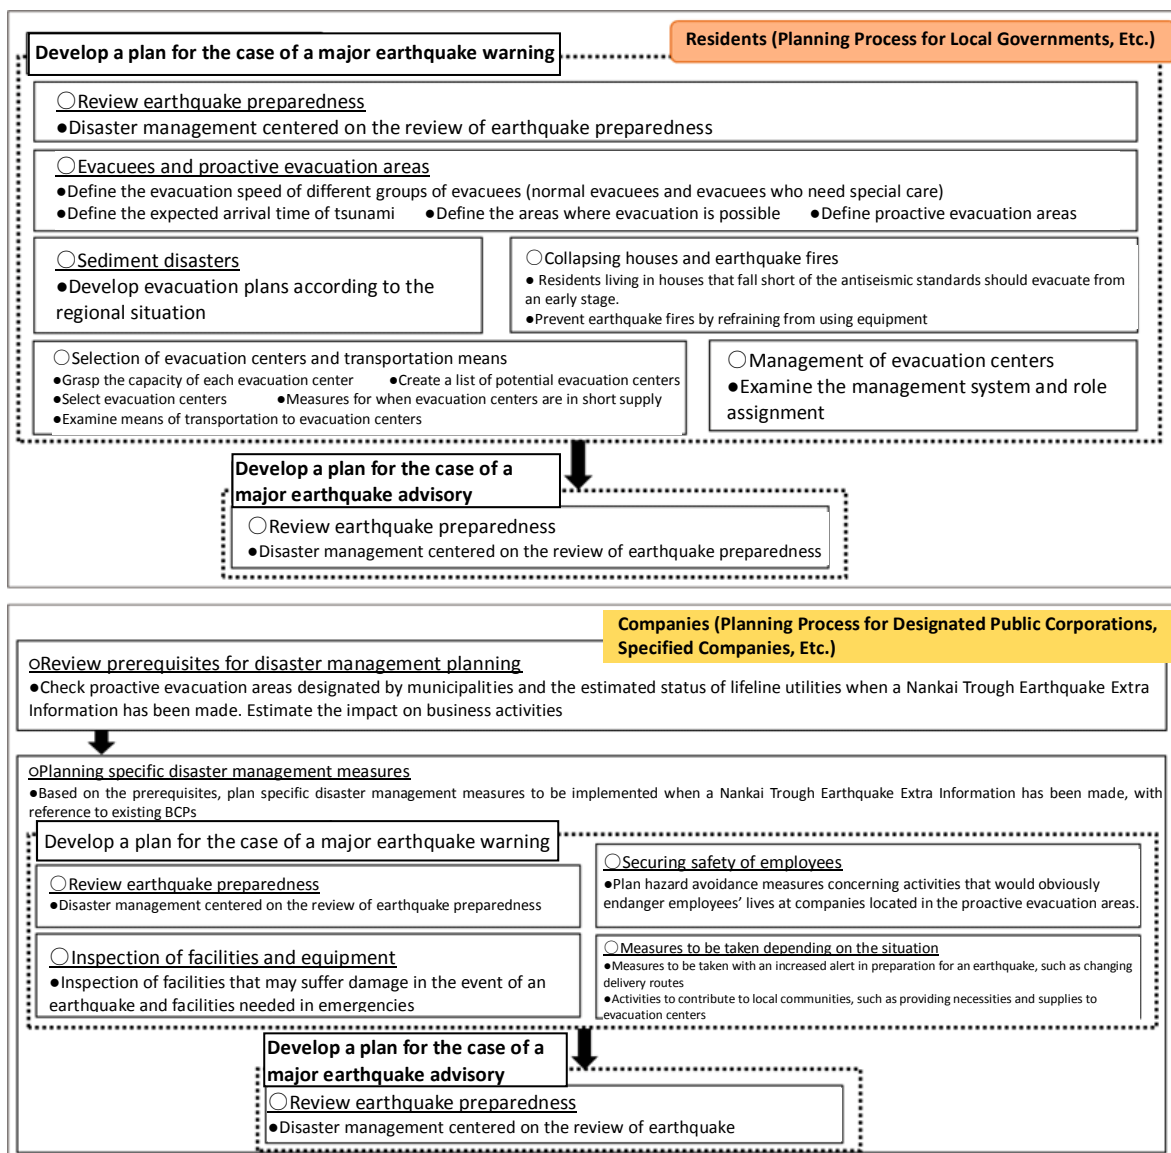 Residents (Planning Process for Local Governments, Etc.)
Develop a plan for the case of a major earthquake warning
○Review earthquake preparedness
●Disaster management centered on the review of earthquake preparedness
○Evacuees and proactive evacuation areas
●Define the evacuation speed of different groups of evacuees (normal evacuees and evacuees who need special care)
●Define the expected arrival time of tsunami ●Define the areas where evacuation is possible ●Define proactive evacuation areas
○Sediment disasters
●Develop evacuation plans according to the
regional situation
○Collapsing houses and earthquake fires
● Residents living in houses that fall short of the antiseismic standards should evacuate from
an early stage.
●Prevent earthquake fires by refraining from using equipment
○Selection of evacuation centers and transportation means
●Grasp the capacity of each evacuation center ●Create a list of potential evacuation centers
●Select evacuation centers ●Measures for when evacuation centers are in short supply
●Examine means of transportation to evacuation centers
○Management of evacuation centers
●Examine the management system and role
assignment
Develop a plan for the case of a
major earthquake advisory
○Review earthquake preparedness
●Disaster management centered on the review of earthquake preparedness
Companies (Planning Process for Designated Public Corporations,
Specified Companies, Etc.)
○Review prerequisites for disaster management planning
●Check proactive evacuation areas designated by municipalities and the estimated status of lifeline utilities when a Nankai Trough Earthquake Extra
Information has been made. Estimate the impact on business activities
○Planning specific disaster management measures
●Based on the prerequisites, plan specific disaster management measures to be implemented when a Nankai Trough Earthquake Extra Information has been made, with
reference to existing BCPs
Develop a plan for the case of a major earthquake warning
○Review earthquake preparedness
●Disaster management centered on the review of earthquake preparedness
○Securing safety of employees
●Plan hazard avoidance measures concerning activities that would obviously
endanger employees' lives at companies located in the proactive evacuation areas.
○Inspection of facilities and equipment
●Inspection of facilities that may suffer damage in the event of an
earthquake and facilities needed in emergencies
○Measures to be taken depending on the situation
●Measures to be taken with an increased alert in preparation for an earthquake, such as changing
delivery routes
●Activities to contribute to local communities, such as providing necessities and supplies to
evacuation centers
Develop a plan for the case of a
major earthquake advisory
○Review earthquake preparedness
●Disaster management centered on the review of earthquake